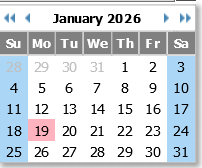 January 2026
Su Mo Tu We Th Fr Sa
28 29 30 31 1 2 3
4 5 6 7 8 9 10
11 12 13 14 15 16 17
18 19 20 21 22 23 24
25 26 27 28 29 30 31